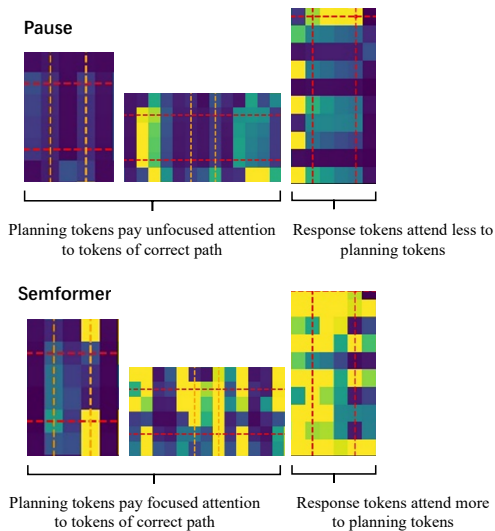 Pause
Planning tokens pay unfocused attention
to tokens of correct path
Response tokens attend less to
planning tokens
Semformer
Planning tokens pay focused attention
to tokens of correct path
Response tokens attend more
to planning tokens